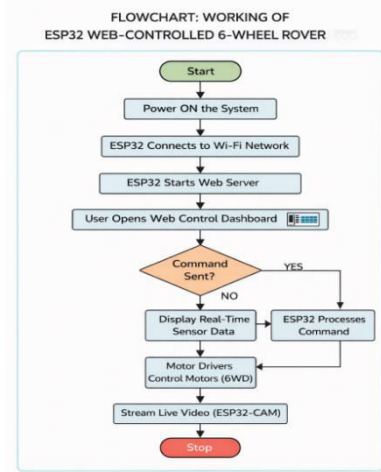 FLOWCHART: WORKING OF
ESP32 WEB-CONTROLLED 6-WHEEL ROVER
Start
Power ON the System
ESP32 Connects to Wi-Fi Network
ESP32 Starts Web Server
User Opens Web Control Dashboard
Command
Sent?
YES
NO
Display Real-Time
Sensor Data
ESP32 Processes
Command
Motor Drivers
Control Motors (6WD)
Stream Live Video (ESP32-CAM)
Stop